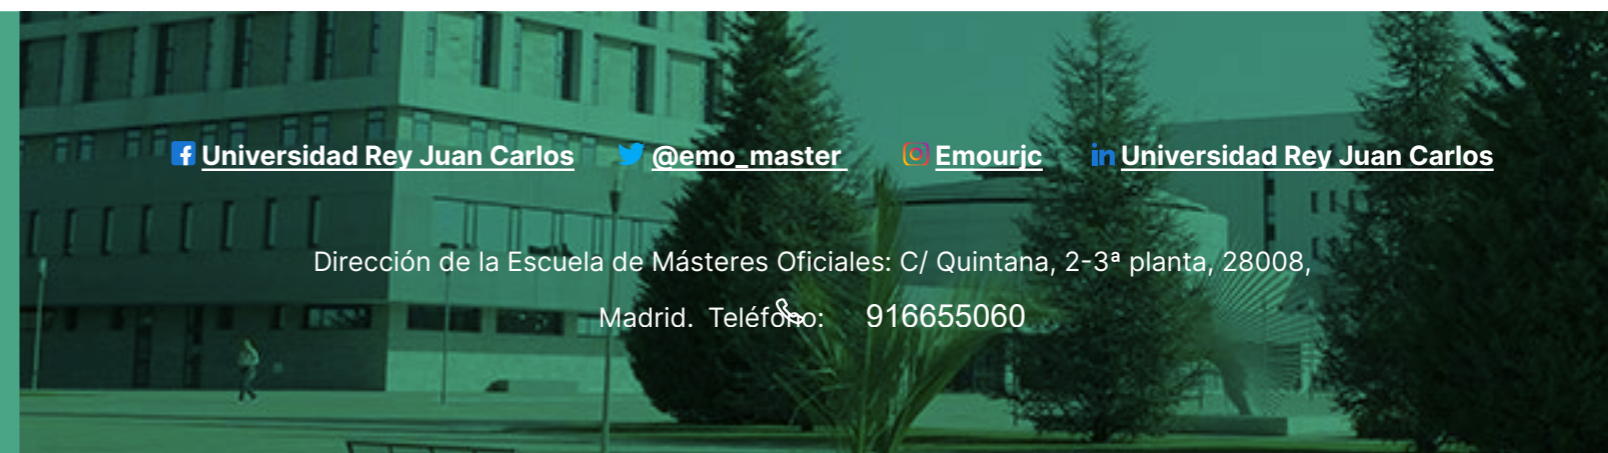 Universidad Rey Juan Carlos @emo_master Emourjc Universidad Rey Juan Carlos
Dirección de la Escuela de Másteres Oficiales: C/ Quintana, 2-3ª planta, 28008,
Madrid. Teléfono: 916655060